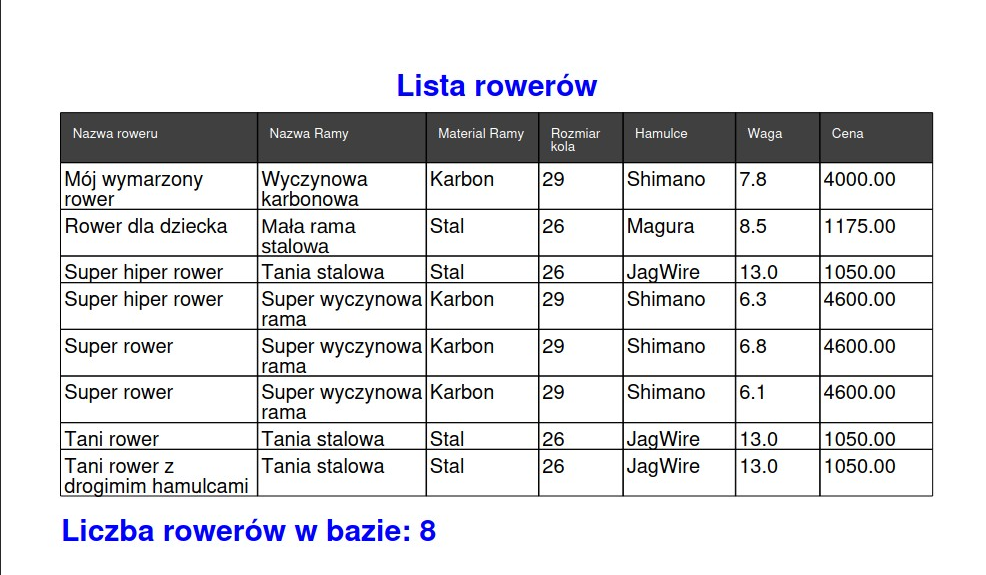 Lista rowerów
Nazwa roweru Nazwa Ramy Material Ramy Rozmiar kola Hamulce Waga Cena
Mój wymarzony rower Wyczynowa karbonowa Karbon 29 Shimano 7.8 4000.00
Rower dla dziecka Mała rama stalowa Stal 26 Magura 8.5 1175.00
Super hiper rower Tania stalowa Stal 26 JagWire 13.0 1050.00
Super hiper rower Super wyczynowa rama Karbon 29 Shimano 6.3 4600.00
Super rower Super wyczynowa rama Karbon 29 Shimano 6.8 4600.00
Super rower Super wyczynowa rama Karbon 29 Shimano 6.1 4600.00
Tani rower Tania stalowa Stal 26 JagWire 13.0 1050.00
Tani rower z drogimim hamulcami Tania stalowa Stal 26 JagWire 13.0 1050.00
Liczba rowerów w bazie: 8